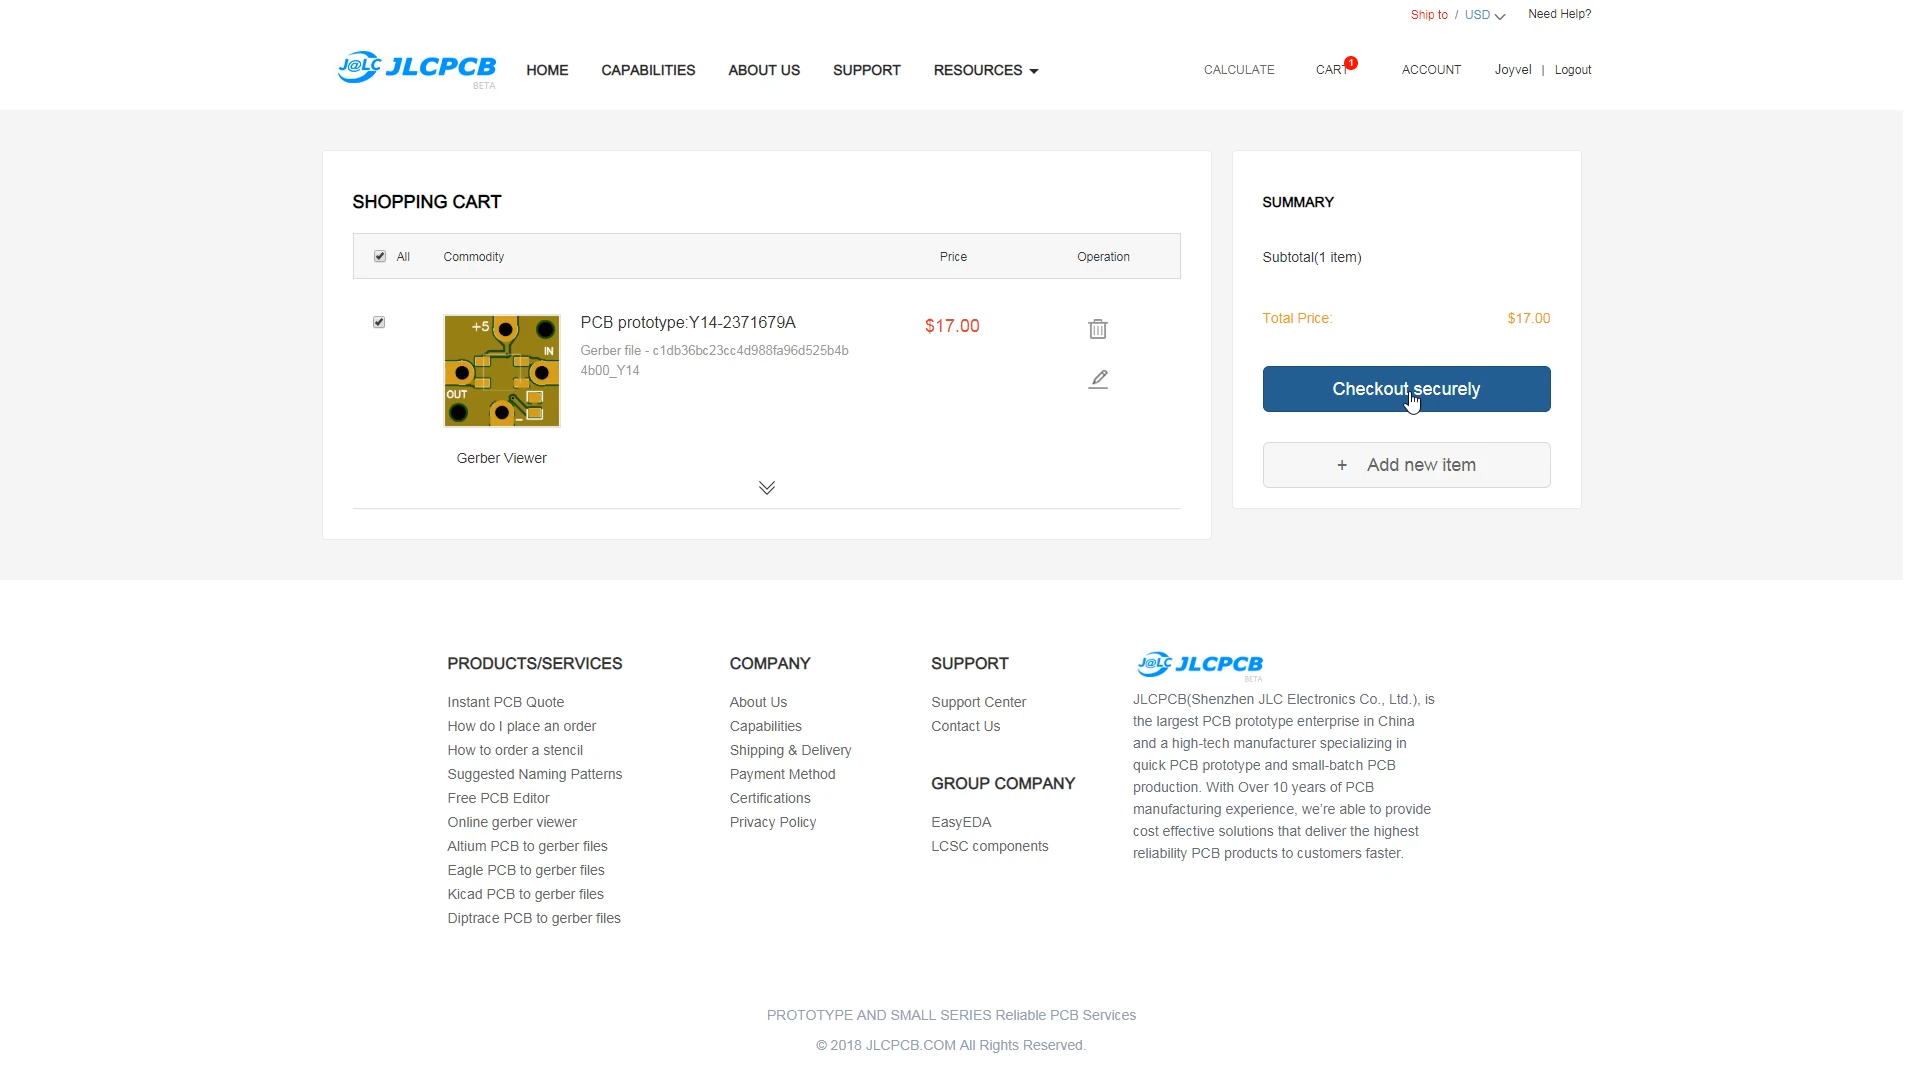 Ship to / USD Need Help?
J@LC JLCPCB
BETA
HOME CAPABILITIES ABOUT US SUPPORT RESOURCES CALCULATE CART 1 ACCOUNT Joyvel | Logout
SHOPPING CART
All Commodity Price Operation
PCB prototype:Y14-2371679A
$17.00
Gerber file - c1db36bc23cc4d988fa96d525b4b
4b00_Y14
+5
IN
OUT
Gerber Viewer
SUMMARY
Subtotal(1 item)
Total Price: $17.00
Checkout securely
+ Add new item
PRODUCTS/SERVICES
Instant PCB Quote
How do I place an order
How to order a stencil
Suggested Naming Patterns
Free PCB Editor
Online gerber viewer
Altium PCB to gerber files
Eagle PCB to gerber files
Kicad PCB to gerber files
Diptrace PCB to gerber files
COMPANY
About Us
Capabilities
Shipping & Delivery
Payment Method
Certifications
Privacy Policy
SUPPORT
Support Center
Contact Us
GROUP COMPANY
EasyEDA
LCSC components
J@LC JLCPCB
BETA
JLCPCB(Shenzhen JLC Electronics Co., Ltd.), is
the largest PCB prototype enterprise in China
and a high-tech manufacturer specializing in
quick PCB prototype and small-batch PCB
production. With Over 10 years of PCB
manufacturing experience, we're able to provide
cost effective solutions that deliver the highest
reliability PCB products to customers faster.
PROTOTYPE AND SMALL SERIES Reliable PCB Services
© 2018 JLCPCB.COM All Rights Reserved.